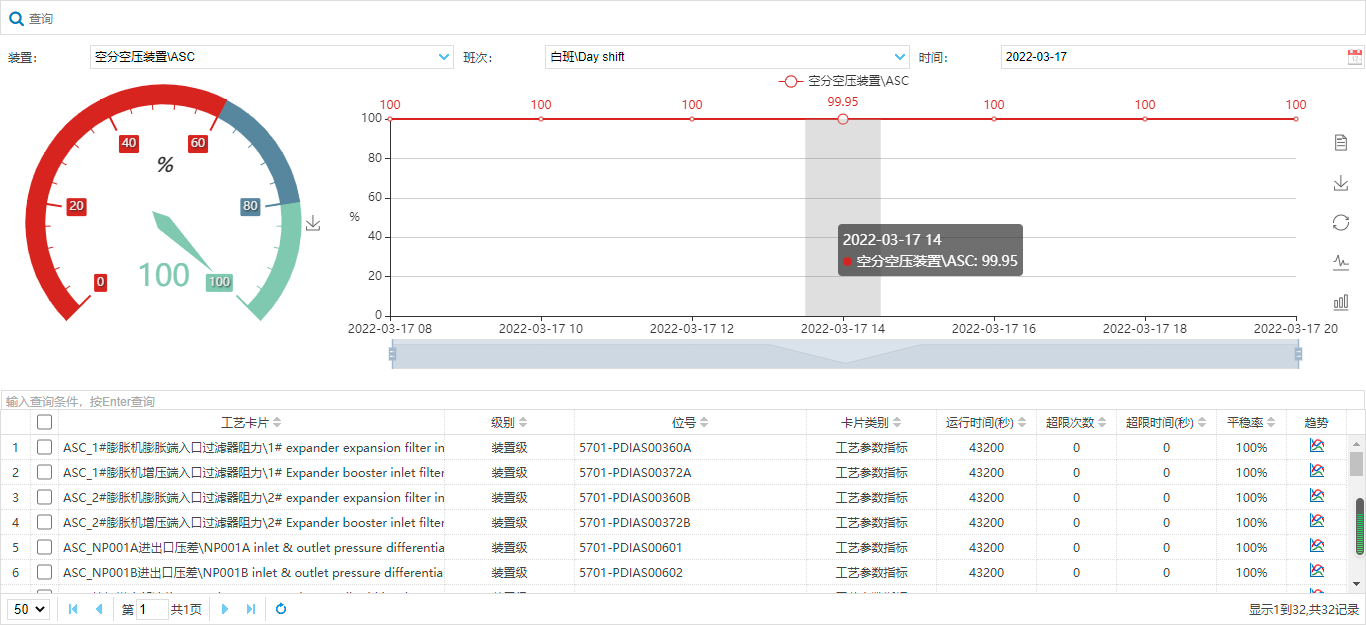 查询
装置: 空分空压装置\ASC 班次: 白班\Day shift 时间: 2022-03-17
空分空压装置\ASC
100 100 100 99.95 100 100 100
100
80
60
%
40
20
0
2022-03-17 14
空分空压装置\ASC: 99.95
2022-03-17 08 2022-03-17 10 2022-03-17 12 2022-03-17 14 2022-03-17 16 2022-03-17 18 2022-03-17 20
40 60
%
20 80
0 100 100
输入查询条件，按Enter查询
工艺卡片 级别 位号 卡片类别 运行时间(秒) 超限次数 超限时间(秒) 平稳率 趋势
1 ASC_1#膨胀机膨胀端入口过滤器阻力\1# expander expansion filter in 装置级 5701-PDIAS00360A 工艺参数指标 43200 0 0 100%
2 ASC_1#膨胀机增压端入口过滤器阻力\1# Expander booster inlet filter 装置级 5701-PDIAS00372A 工艺参数指标 43200 0 0 100%
3 ASC_2#膨胀机膨胀端入口过滤器阻力\2# expander expansion filter in 装置级 5701-PDIAS00360B 工艺参数指标 43200 0 0 100%
4 ASC_2#膨胀机增压端入口过滤器阻力\2# Expander booster inlet filter 装置级 5701-PDIAS00372B 工艺参数指标 43200 0 0 100%
5 ASC_NP001A进出口压差\NP001A inlet & outlet pressure differentia 装置级 5701-PDIAS00601 工艺参数指标 43200 0 0 100%
6 ASC_NP001B进出口压差\NP001B inlet & outlet pressure differentia 装置级 5701-PDIAS00602 工艺参数指标 43200 0 0 100%
50 第 1 共1页 显示1到32,共32记录